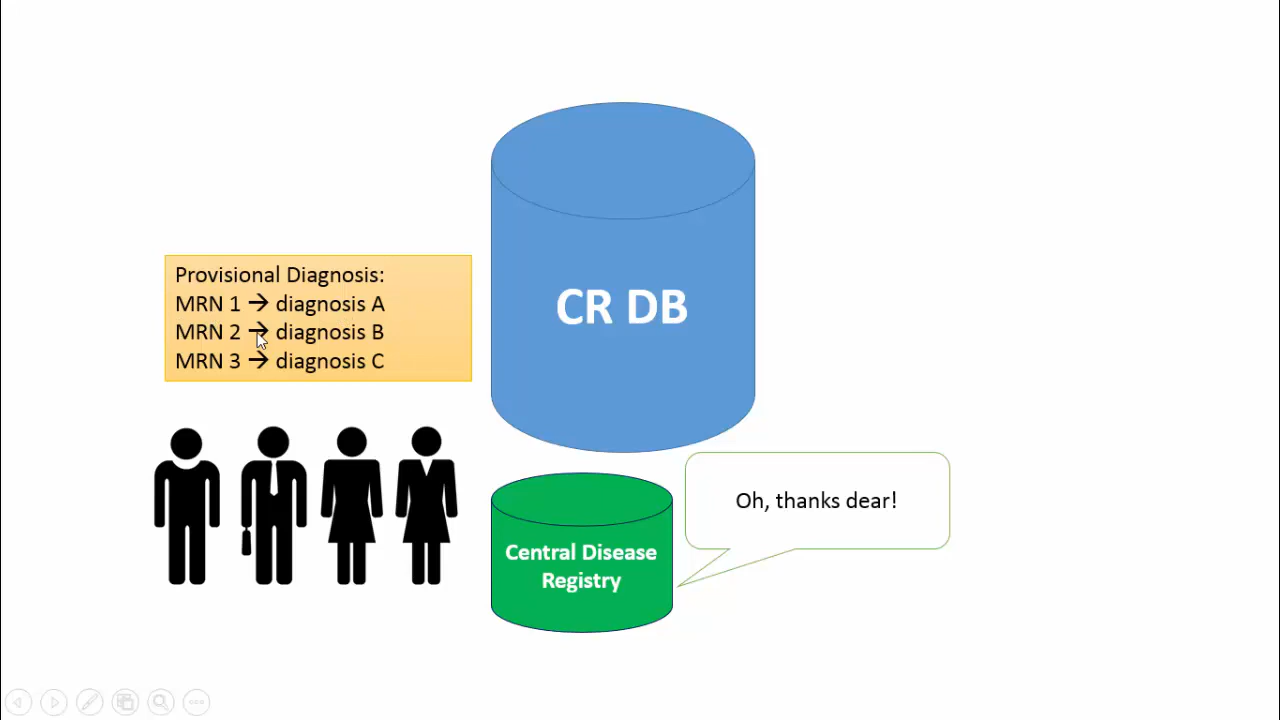 Provisional Diagnosis:
MRN 1 → diagnosis A
MRN 2 → diagnosis B
MRN 3 → diagnosis C
CR DB
Oh, thanks dear!
Central Disease
Registry